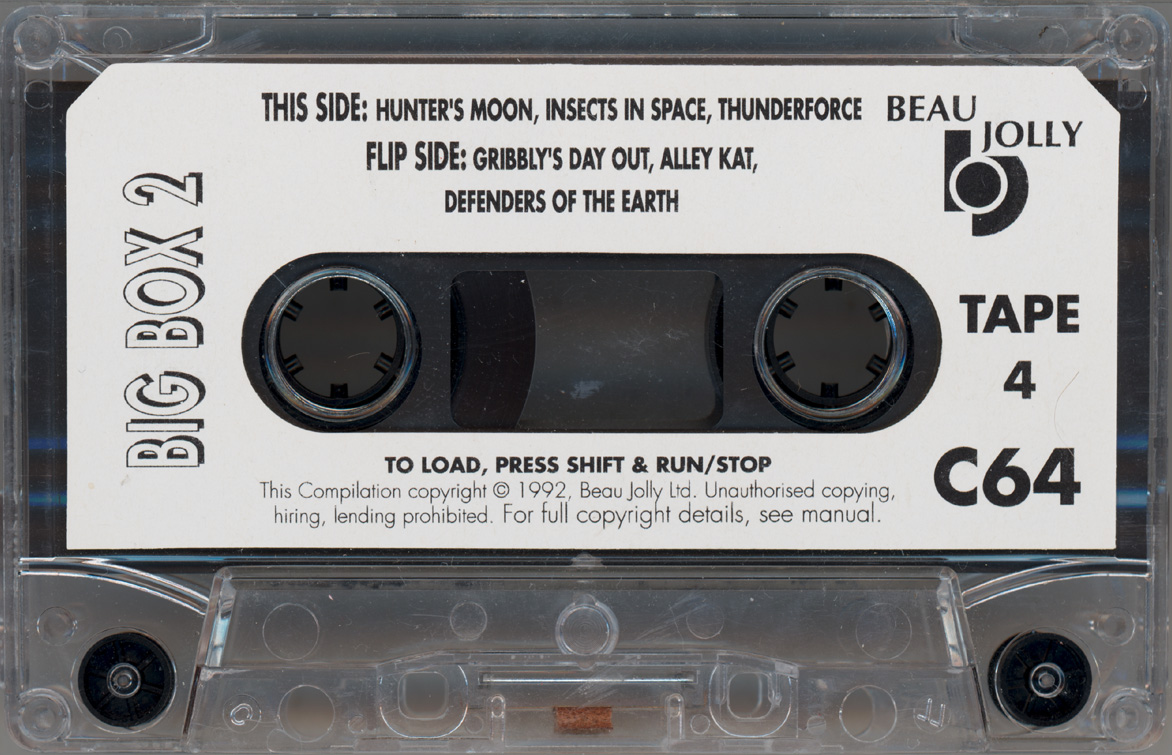 THIS SIDE: HUNTER'S MOON, INSECTS IN SPACE, THUNDERFORCE
FLIP SIDE: GRIBBLY'S DAY OUT, ALLEY KAT,
DEFENDERS OF THE EARTH
BEAU
JOLLY
BIG BOX 2
TAPE
4
C64
TO LOAD, PRESS SHIFT & RUN/STOP
This Compilation copyright © 1992, Beau Jolly Ltd. Unauthorised copying,
hiring, lending prohibited. For full copyright details, see manual.